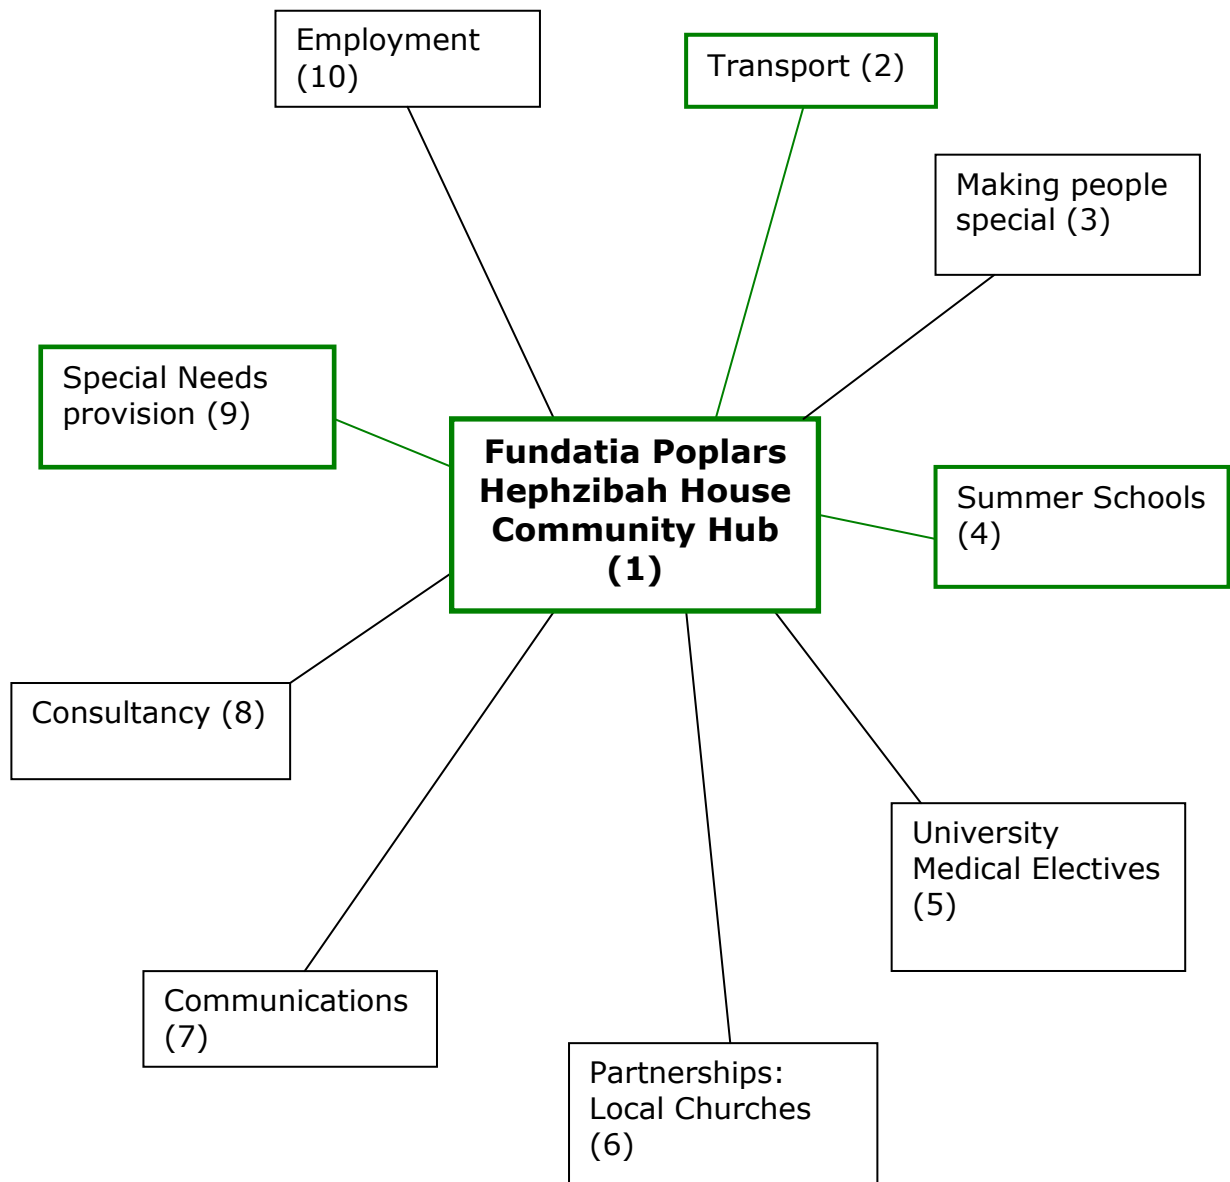 Employment
(10)
Transport (2)
Making people
special (3)
Special Needs
provision (9)
Fundatia Poplars
Hephzibah House
Community Hub
(1)
Summer Schools
(4)
Consultancy (8)
University
Medical Electives
(5)
Communications
(7)
Partnerships:
Local Churches
(6)